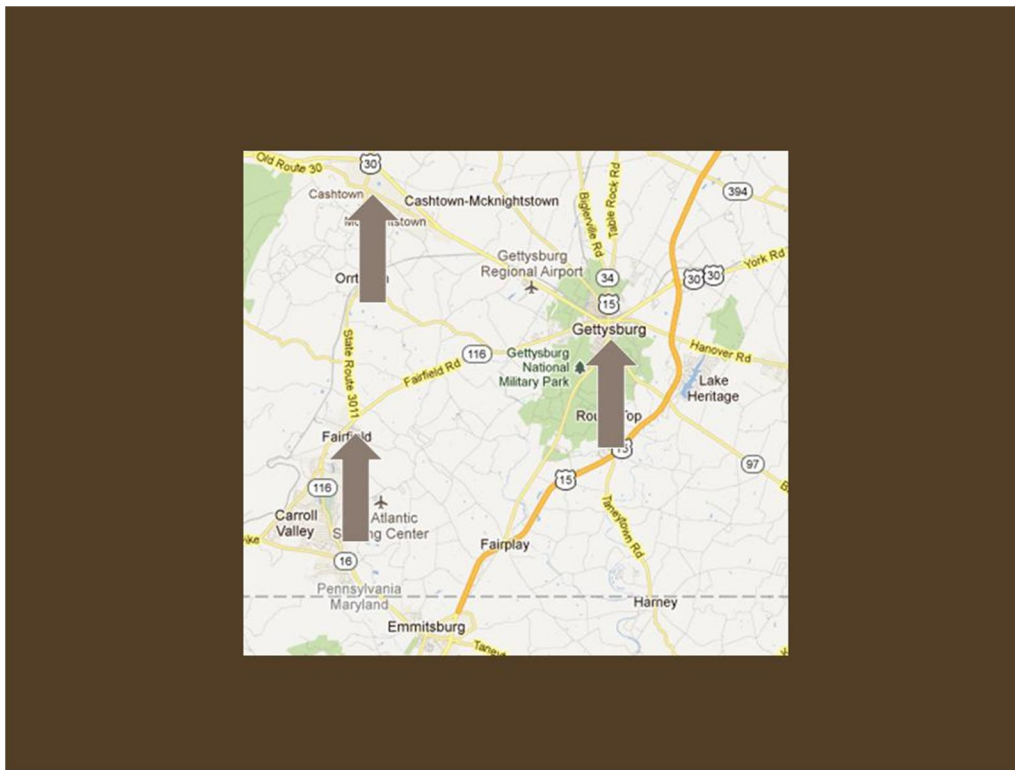 Old Route 30
30
Cashtown
Cashtown-Mcknightstown
Biglerville Rd
Table Rock Rd
394
York Rd
Gettysburg
Regional Airport
34
30
30
15
Gettysburg
State Route 3011
116
Fairfield Rd
Gettysburg
National
Military Park
Hanover Rd
Lake
Heritage
Fairfield
15
97
116
15
Carroll
Valley
Atlantic
Center
Taneytown Rd
Fairplay
16
Pennsylvania
Maryland
Harney
Emmitsburg